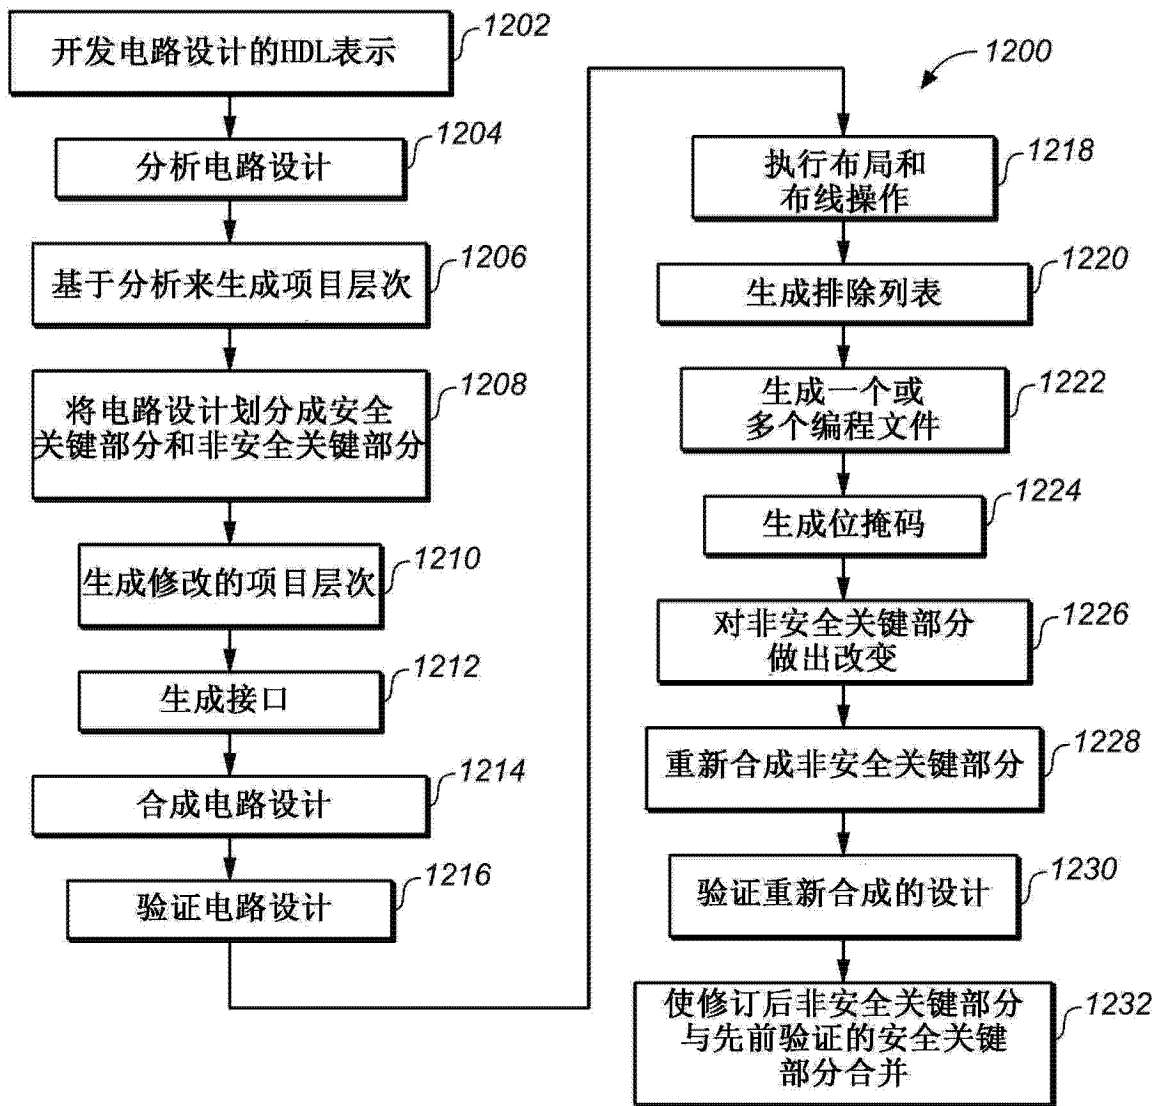 开发电路设计的HDL表示
1202
分析电路设计
1204
基于分析来生成项目层次
1206
将电路设计划分成安全
关键部分和非安全关键部分
1208
生成修改的项目层次
1210
生成接口
1212
合成电路设计
1214
验证电路设计
1216
1200
执行布局和
布线操作
1218
生成排除列表
1220
生成一个或
多个编程文件
1222
生成位掩码
1224
对非安全关键部分
做出改变
1226
重新合成非安全关键部分
1228
验证重新合成的设计
1230
使修订后非安全关键部分
与先前验证的安全关键
部分合并
1232